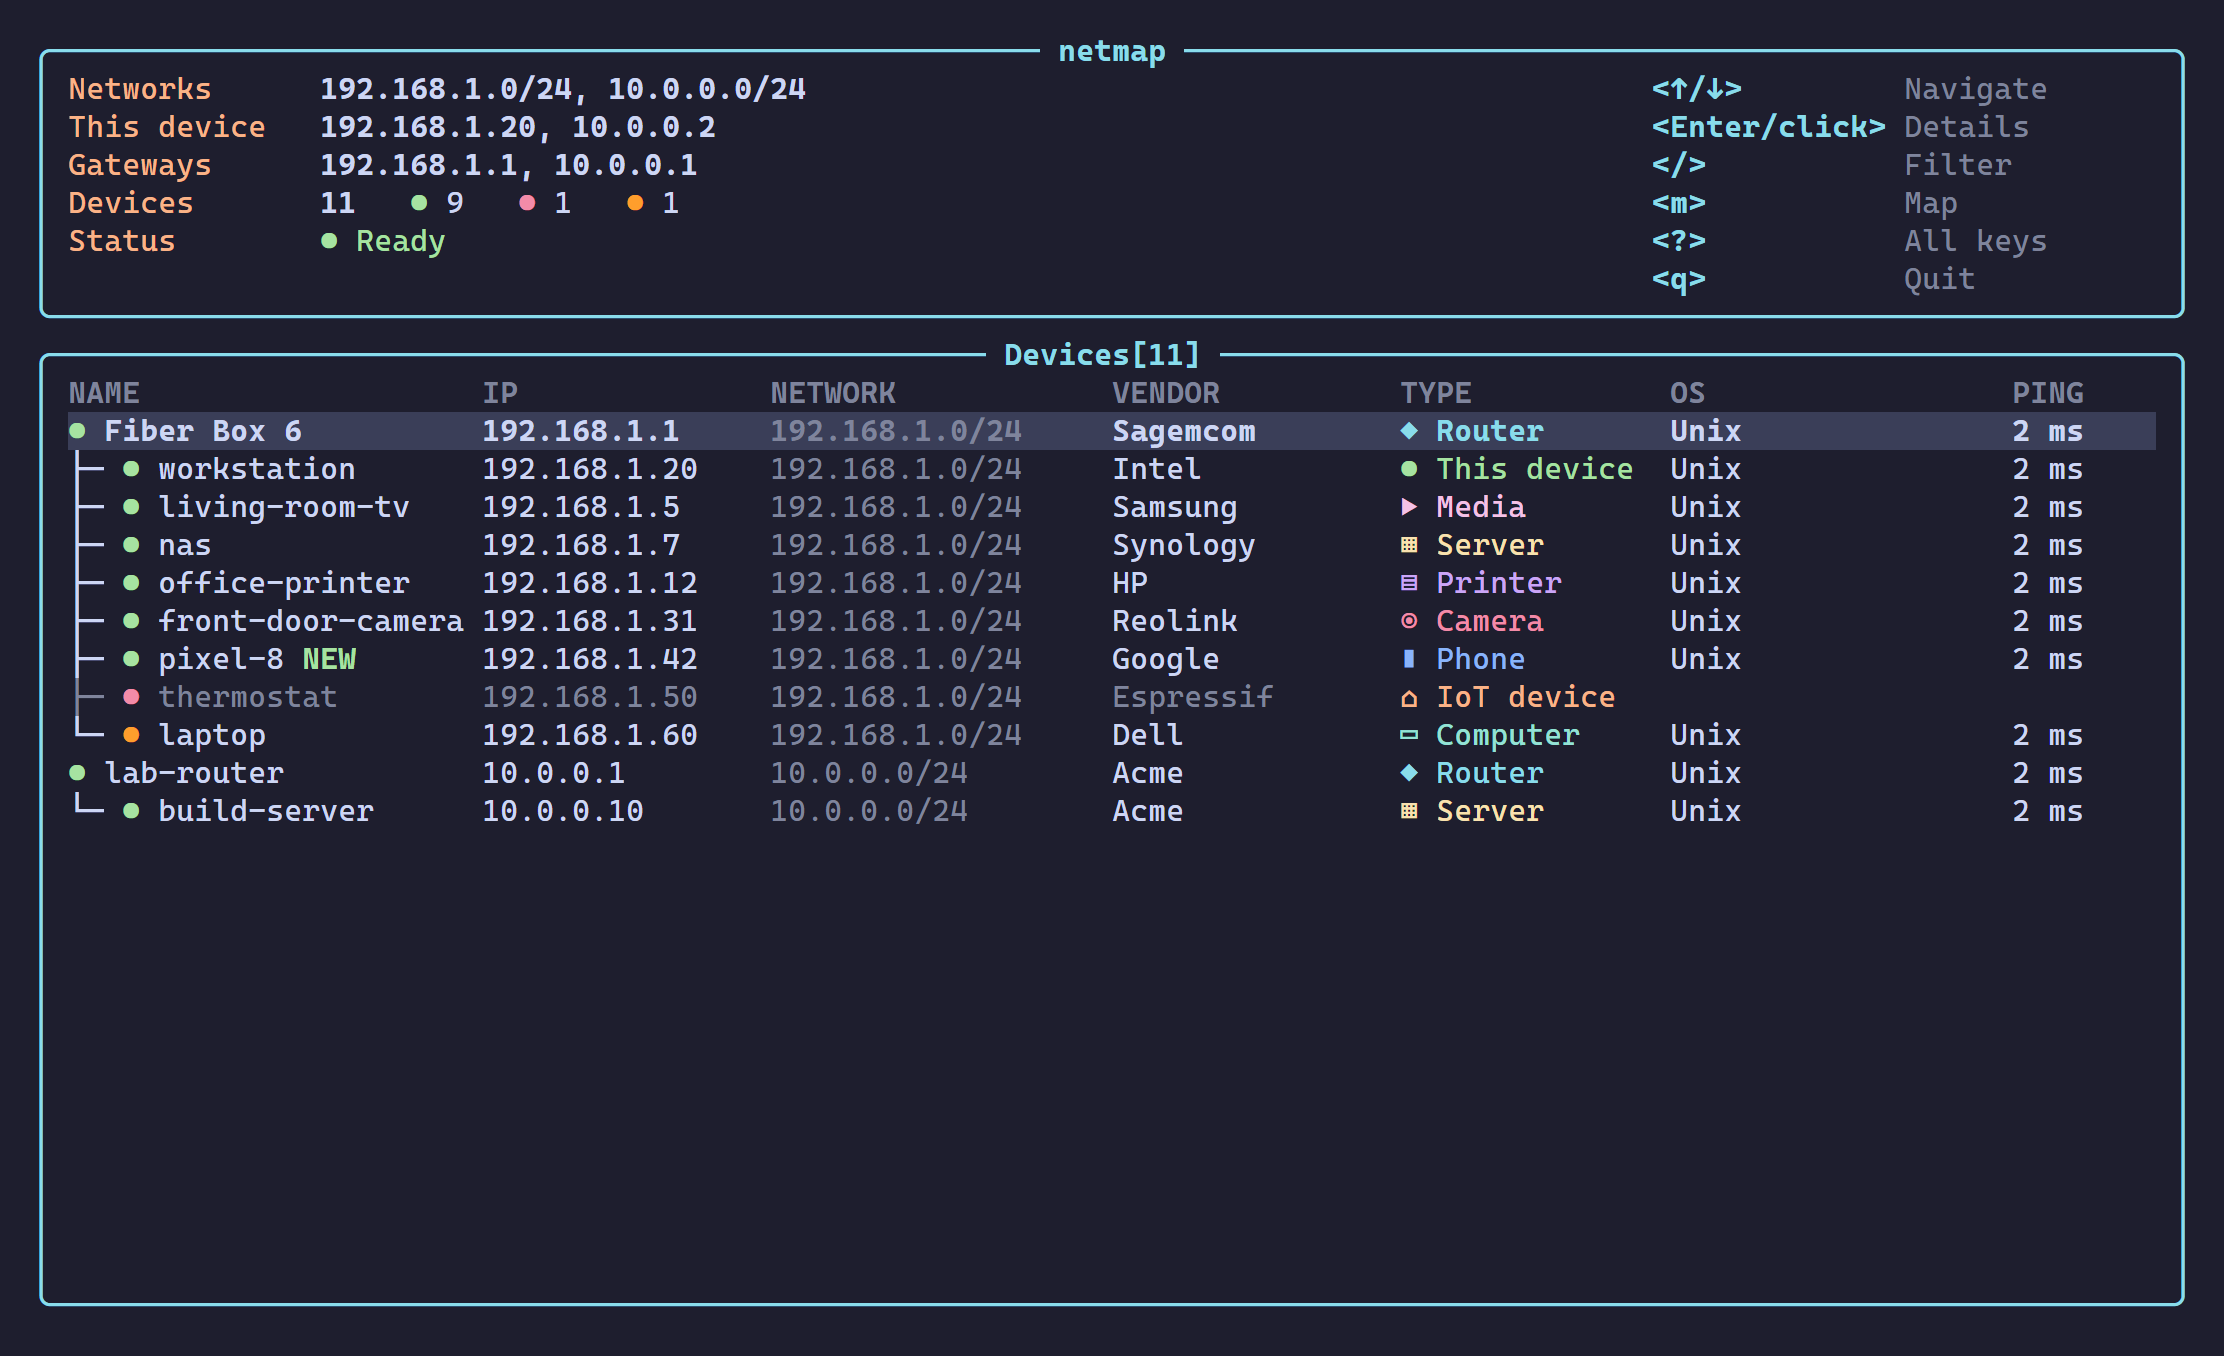 netmap
Networks 192.168.1.0/24, 10.0.0.0/24 <↑/↓> Navigate
This device 192.168.1.20, 10.0.0.2 <Enter/click> Details
Gateways 192.168.1.1, 10.0.0.1 </> Filter
Devices 11 ● 9 ● 1 ● 1 <m> Map
Status ● Ready <?> All keys
<q> Quit
Devices[11]
NAME IP NETWORK VENDOR TYPE OS PING
● Fiber Box 6 192.168.1.1 192.168.1.0/24 Sagemcom ◆ Router Unix 2 ms
├─ ● workstation 192.168.1.20 192.168.1.0/24 Intel ● This device Unix 2 ms
├─ ● living-room-tv 192.168.1.5 192.168.1.0/24 Samsung ▶ Media Unix 2 ms
├─ ● nas 192.168.1.7 192.168.1.0/24 Synology ▦ Server Unix 2 ms
├─ ● office-printer 192.168.1.12 192.168.1.0/24 HP ▤ Printer Unix 2 ms
├─ ● front-door-camera 192.168.1.31 192.168.1.0/24 Reolink ◎ Camera Unix 2 ms
├─ ● pixel-8 NEW 192.168.1.42 192.168.1.0/24 Google ▮ Phone Unix 2 ms
├─ ● thermostat 192.168.1.50 192.168.1.0/24 Espressif ⌂ IoT device
└─ ● laptop 192.168.1.60 192.168.1.0/24 Dell ▭ Computer Unix 2 ms
● lab-router 10.0.0.1 10.0.0.0/24 Acme ◆ Router Unix 2 ms
└─ ● build-server 10.0.0.10 10.0.0.0/24 Acme ▦ Server Unix 2 ms